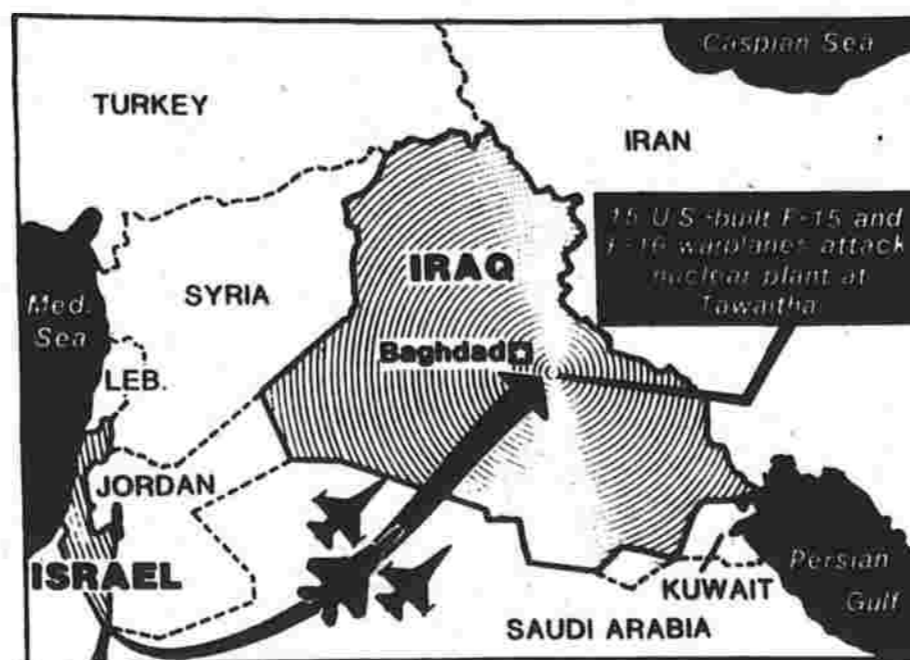 Caspian Sea
TURKEY
IRAN
15 U.S.-built F-15 and
F-16 warplanes attack
nuclear plant at
Tawaitha
IRAQ
SYRIA
Med.
Sea
Baghdad
LEB.
JORDAN
ISRAEL
KUWAIT
Persian
Gulf
SAUDI ARABIA